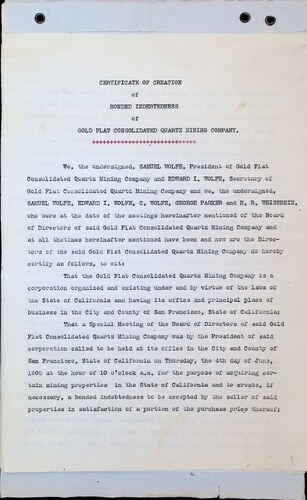 CERTIFICATE OF CREATION
of
BONDED INDEBTEDNESS
of
GOLD FLAT CONSOLIDATED QUARTZ MINING COMPANY.
We, the undersigned, SAMUEL WOLFE, President of Gold Flat
Consolidated Quartz Mining Company and EDWARD I. WOLFE, Secretary of
Gold Flat Consolidated Quartz Mining Company and we, the undersigned,
SAMUEL WOLFE, EDWARD I. WOLFE, C. WOLFE, GEORGE PARKER and H. R.
who were at the date of the meetings hereinafter mentioned of the Board
of Directors of said Gold Flat Consolidated Quartz Mining Company and
at all thetimes hereinafter mentioned have been and now are the Direc-
tors of the said Gold Flat Consolidated Quartz Mining Company do hereby
certify as follows, to wit:
That the Gold Flat Consolidated Quartz Mining Company is a
corporation organized and existing under and by virtue of the laws of
the State of California and having its office and principal place of
business in the City and County of San Francisco, State of California;
That a Special Meeting of the Board of Directors of said Gold
Flat Consolidated Quartz Mining Company was by the President of said
corporation called to be held at its office in the City and County of
San Francisco, State of California on Thursday, the 4th day of June,
at the hour of 10 o'clock a.m. for the purpose of acquiring cer-
tain mining properties in the State of California and to create, if
necessary, a bonded indebtedness to be accepted by the seller of said
properties in satisfaction of a portion of the purchase price thereof;